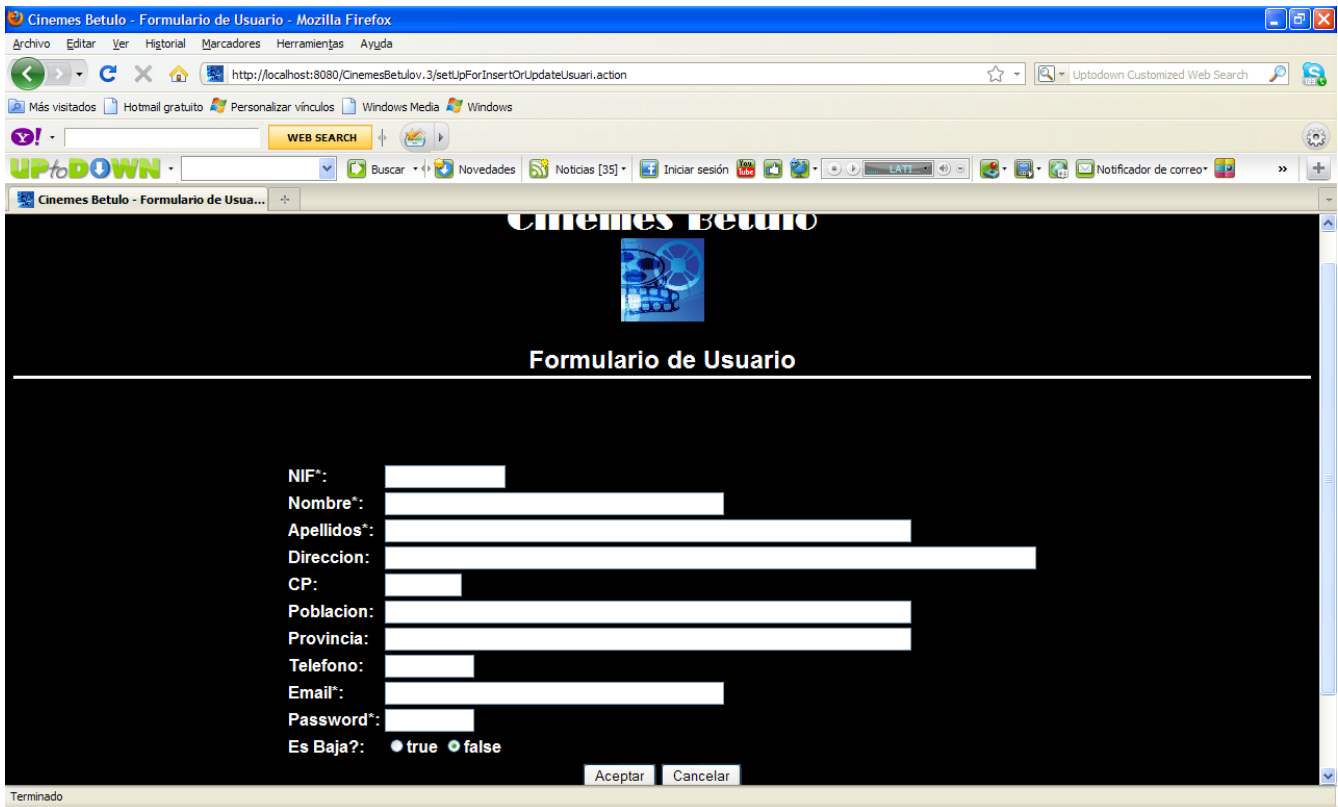 Cinemes Betulo - Formulario de Usuario - Mozilla Firefox
Archivo Editar Ver Historial Marcadores Herramientas Ayuda
http://localhost:8080/CinemesBetulov.3/setUpForInsertOrUpdateUsuari.action
Uptodown Customized Web Search
Más visitados Hotmail gratuito Personalizar vínculos Windows Media Windows
Y! WEB SEARCH
UPtoDOWN Buscar Novedades Noticias [35] Iniciar sesión You Tube LATI... Notificador de correo
Cinemes Betulo - Formulario de Usua...
Cinemes Betulo
Formulario de Usuario
NIF*:
Nombre*:
Apellidos*:
Direccion:
CP:
Poblacion:
Provincia:
Telefono:
Email*:
Password*:
Es Baja?: true false
Aceptar Cancelar
Terminado